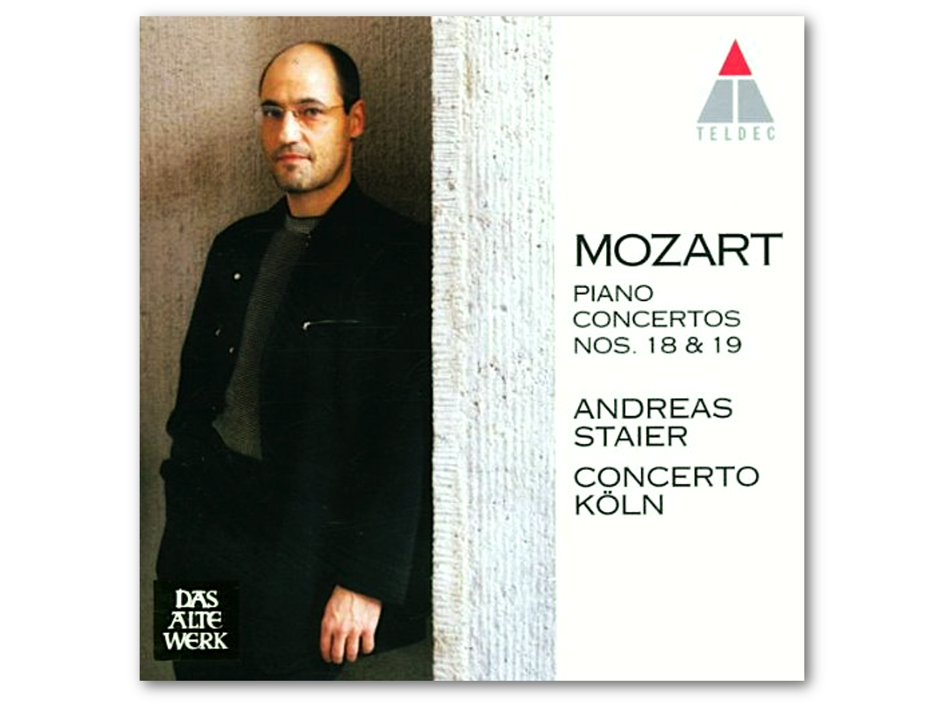 TELDEC
MOZART
PIANO
CONCERTOS
NOS. 18 & 19
ANDREAS
STAIER
CONCERTO
KÖLN
DAS
ALTE
WERK